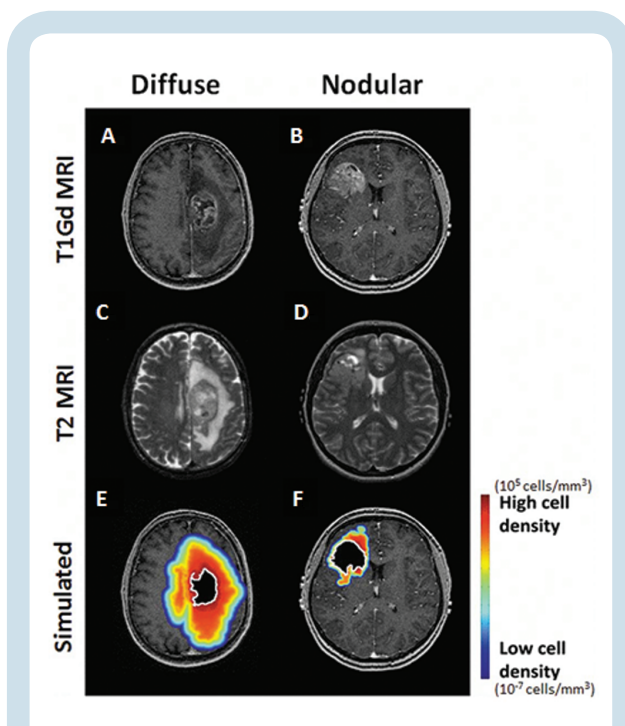 Diffuse Nodular
T1Gd MRI
A B
T2 MRI
C D
Simulated
E F
(10⁵ cells/mm³)
High cell
density
Low cell
density
(10⁻⁷ cells/mm³)